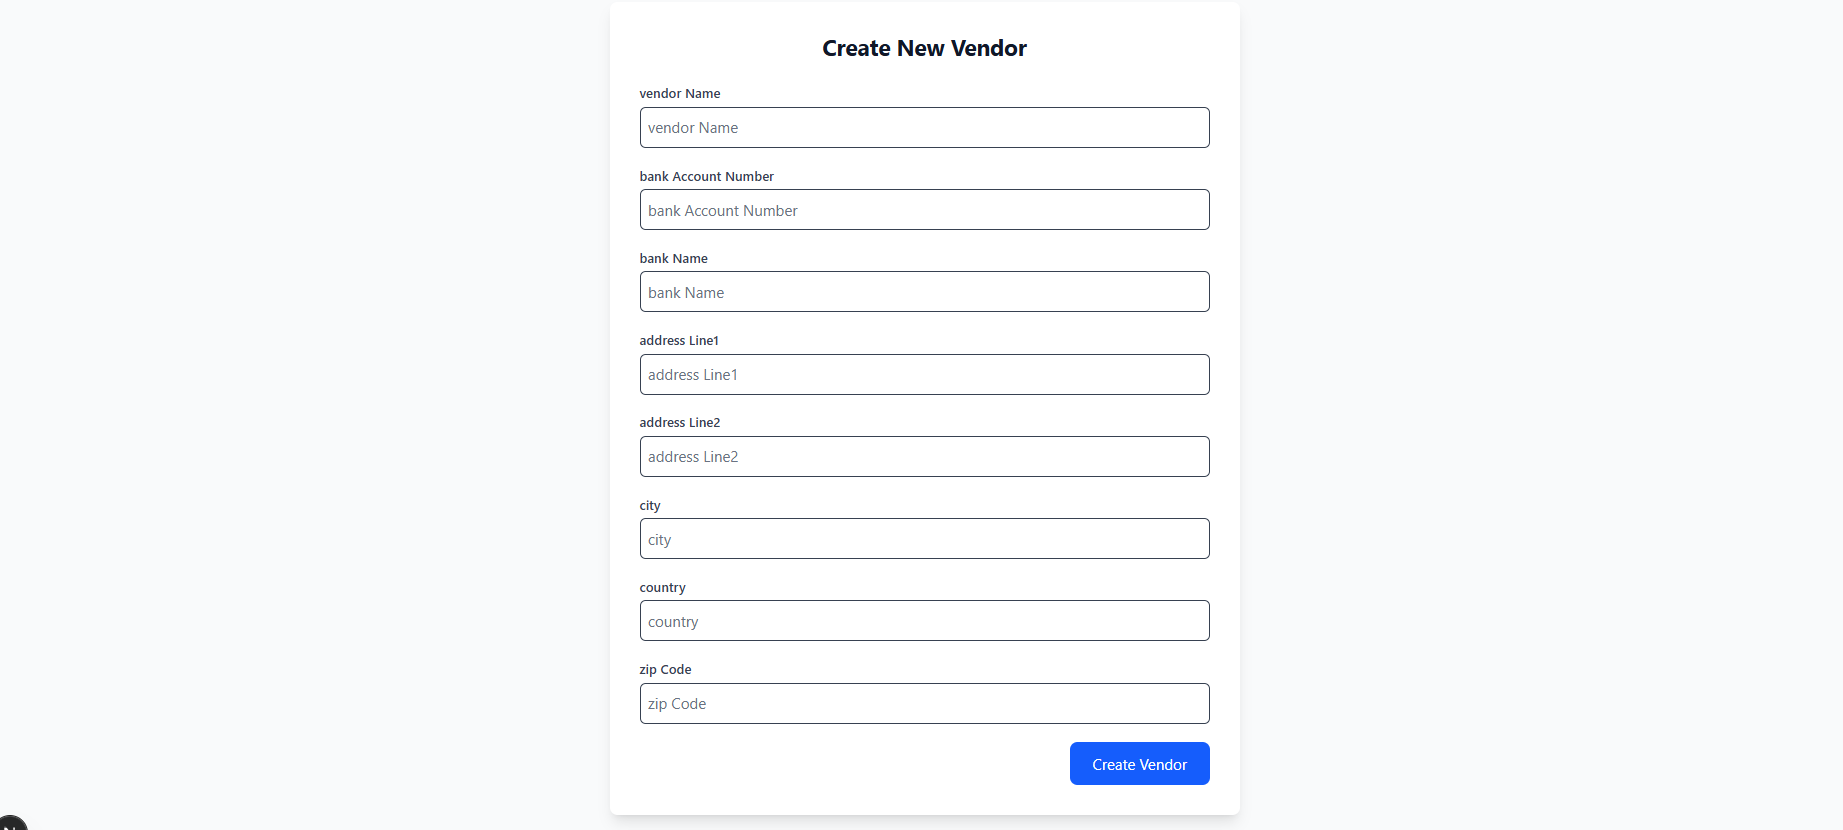 Create New Vendor
vendor Name
vendor Name
bank Account Number
bank Account Number
bank Name
bank Name
address Line1
address Line1
address Line2
address Line2
city
city
country
country
zip Code
zip Code
Create Vendor